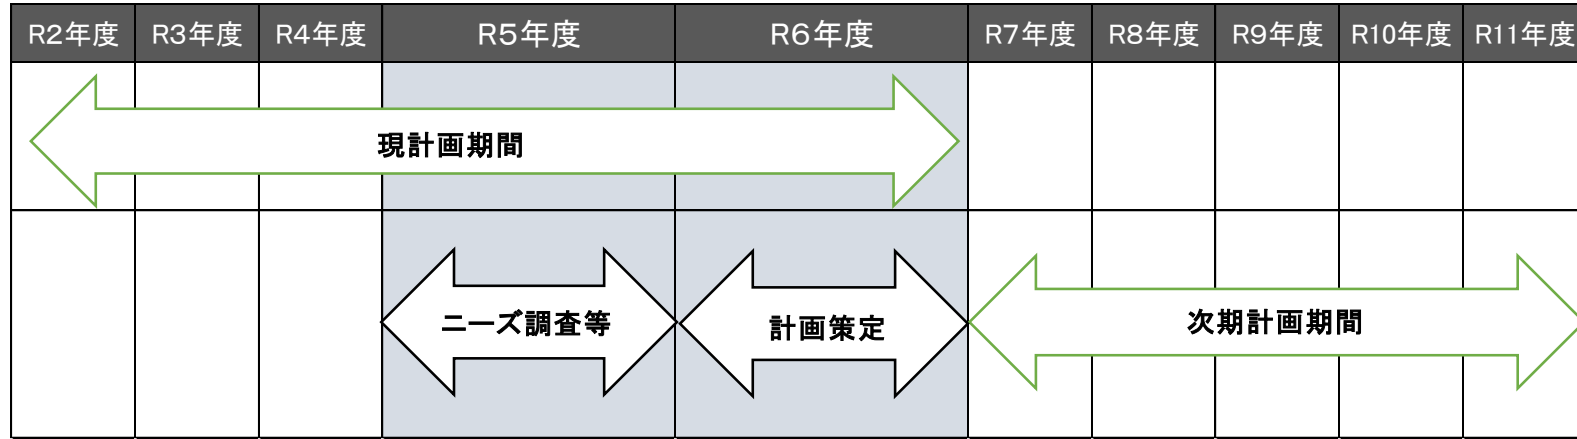 R2年度 R3年度 R4年度 R5年度 R6年度 R7年度 R8年度 R9年度 R10年度 R11年度
現計画期間
ニーズ調査等 計画策定 次期計画期間